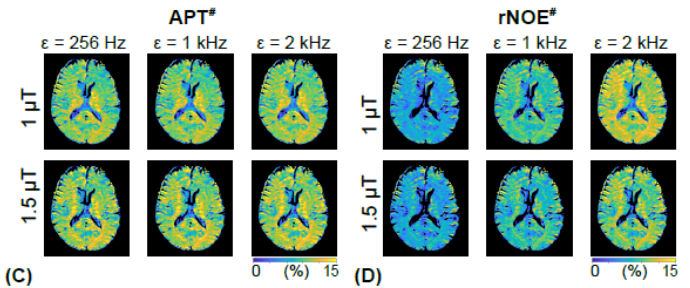 APT#
rNOE#
ε = 256 Hz ε = 1 kHz ε = 2 kHz
ε = 256 Hz ε = 1 kHz ε = 2 kHz
1 μT
1 μT
1.5 μT
1.5 μT
0 (%) 15
0 (%) 15
(C)
(D)